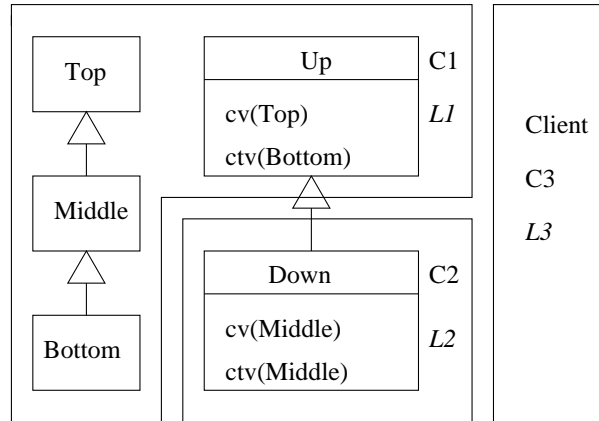 Top
Middle
Bottom
Up
cv(Top)
ctv(Bottom)
C1
L1
Down
cv(Middle)
ctv(Middle)
C2
L2
Client
C3
L3